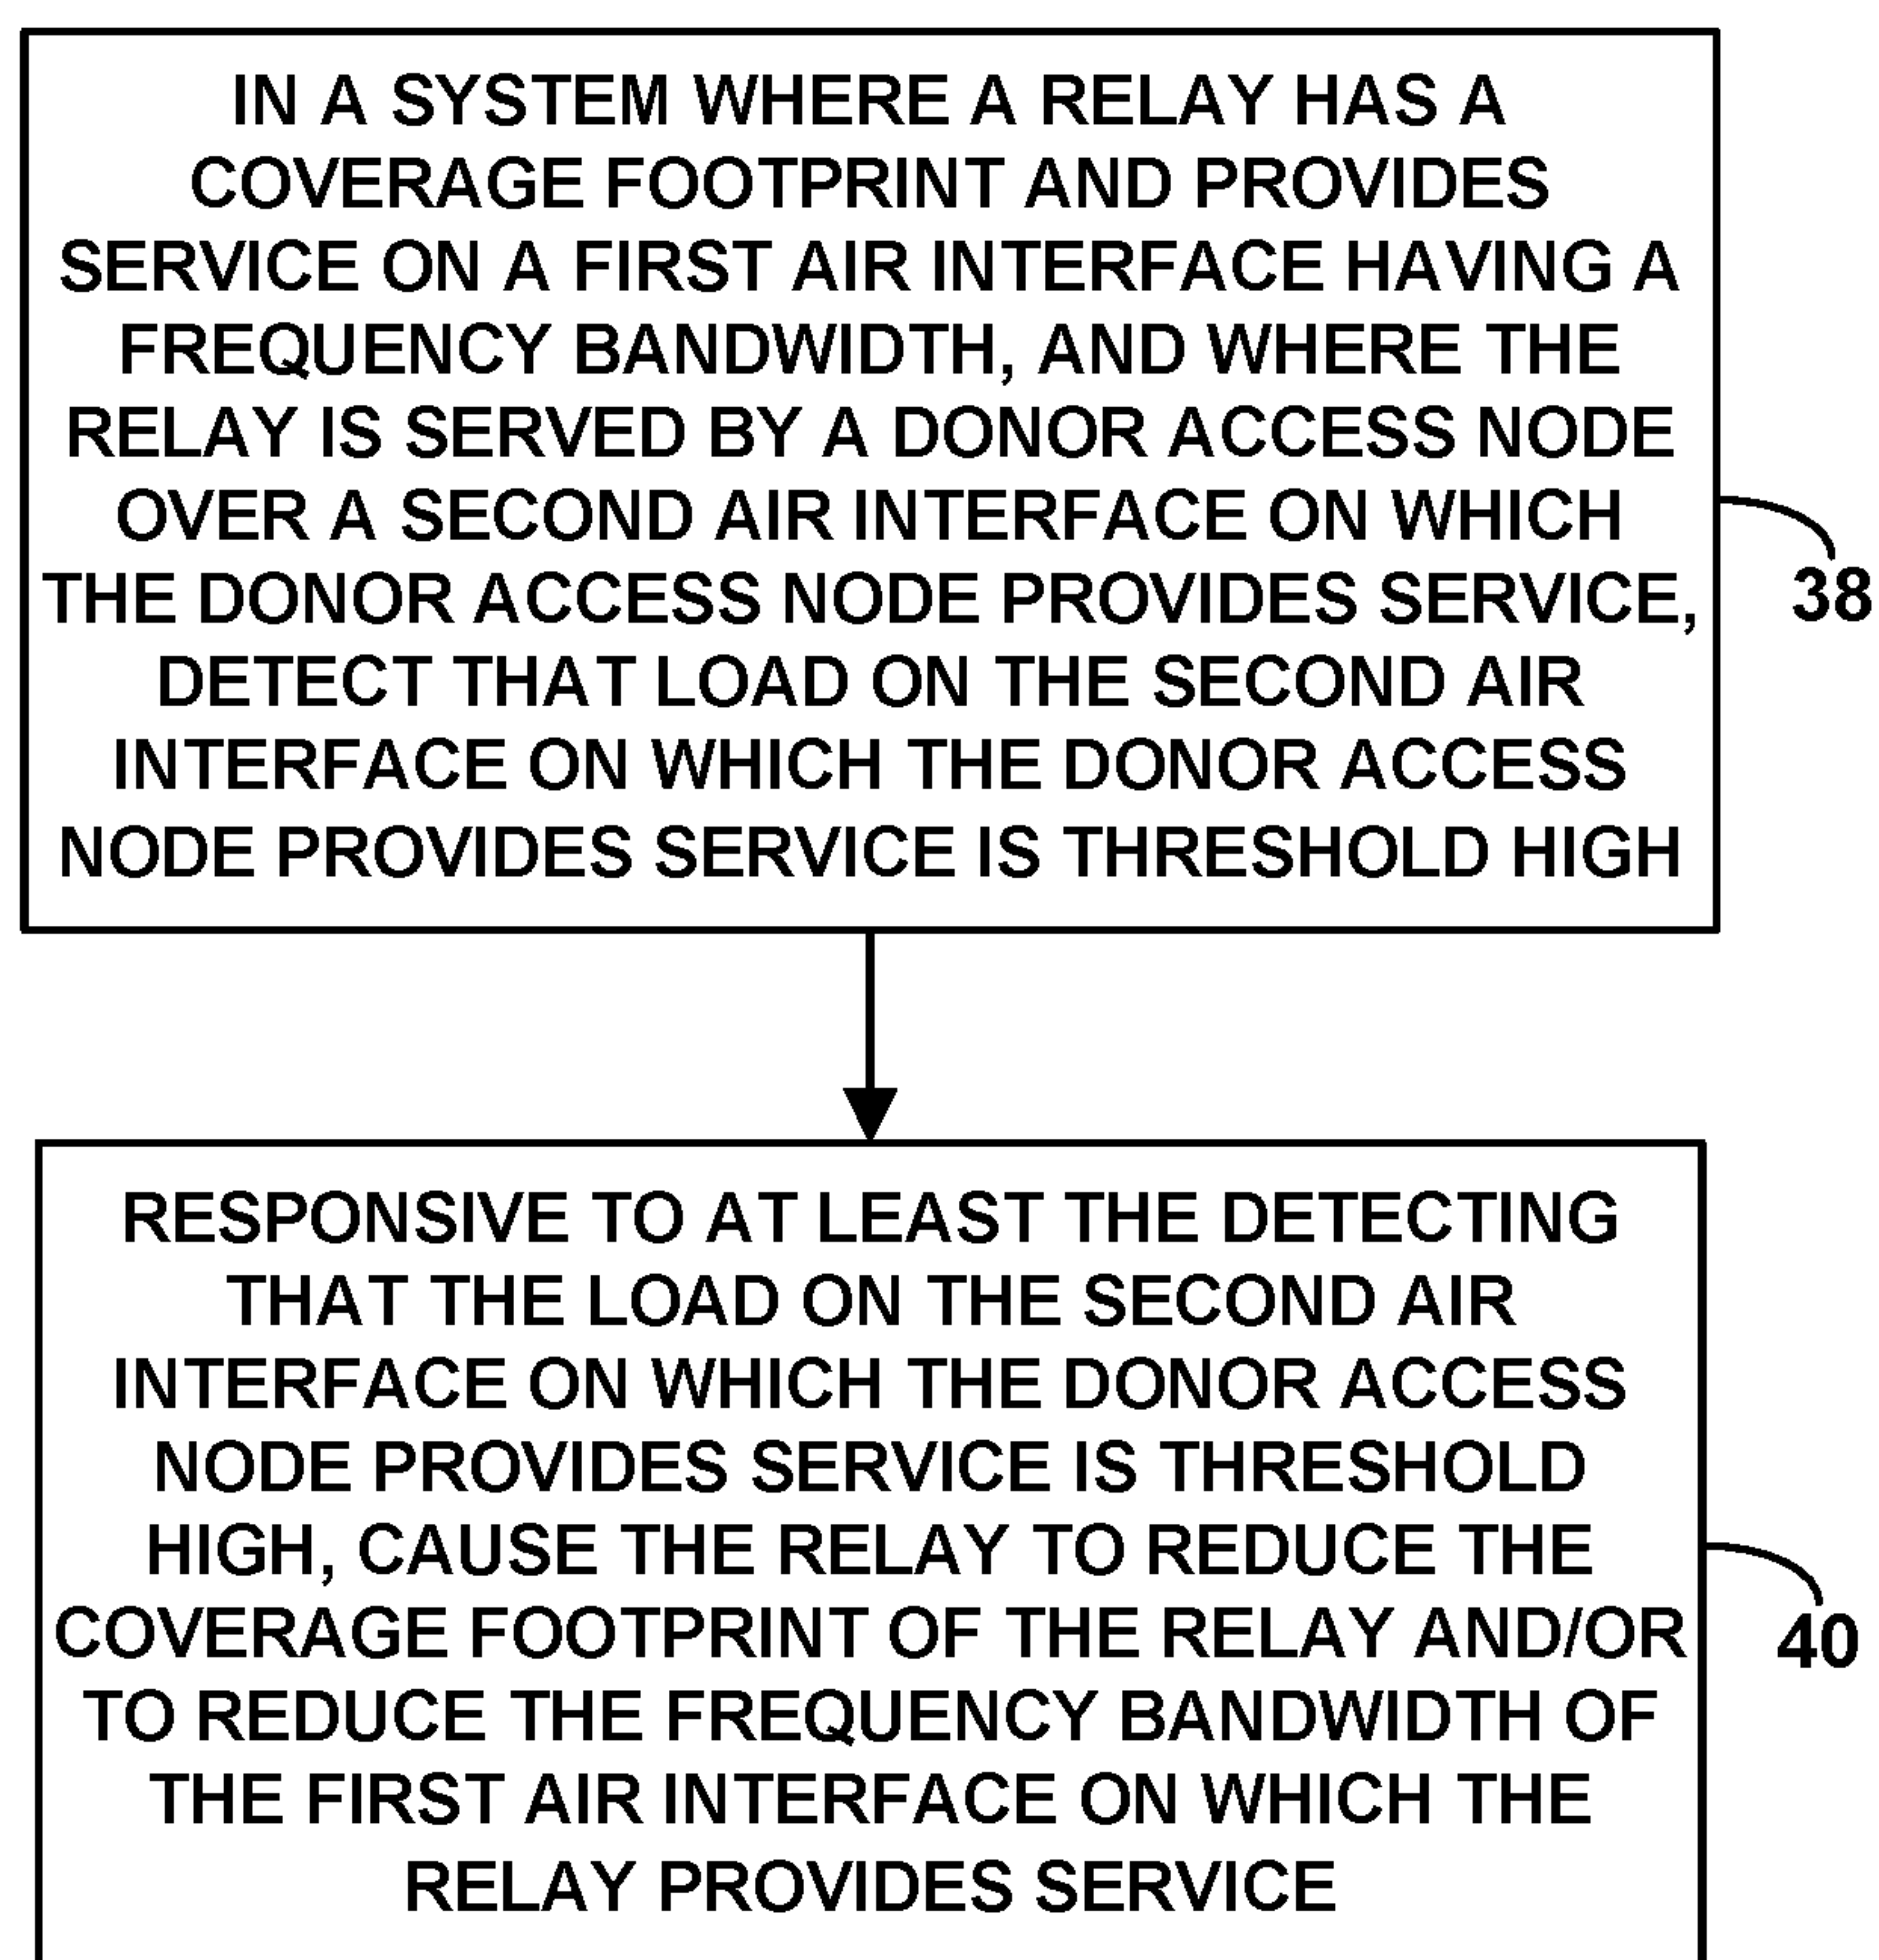 IN A SYSTEM WHERE A RELAY HAS A
COVERAGE FOOTPRINT AND PROVIDES
SERVICE ON A FIRST AIR INTERFACE HAVING A
FREQUENCY BANDWIDTH, AND WHERE THE
RELAY IS SERVED BY A DONOR ACCESS NODE
OVER A SECOND AIR INTERFACE ON WHICH
THE DONOR ACCESS NODE PROVIDES SERVICE,
DETECT THAT LOAD ON THE SECOND AIR
INTERFACE ON WHICH THE DONOR ACCESS
NODE PROVIDES SERVICE IS THRESHOLD HIGH
38
RESPONSIVE TO AT LEAST THE DETECTING
THAT THE LOAD ON THE SECOND AIR
INTERFACE ON WHICH THE DONOR ACCESS
NODE PROVIDES SERVICE IS THRESHOLD
HIGH, CAUSE THE RELAY TO REDUCE THE
COVERAGE FOOTPRINT OF THE RELAY AND/OR
TO REDUCE THE FREQUENCY BANDWIDTH OF
THE FIRST AIR INTERFACE ON WHICH THE
RELAY PROVIDES SERVICE
40